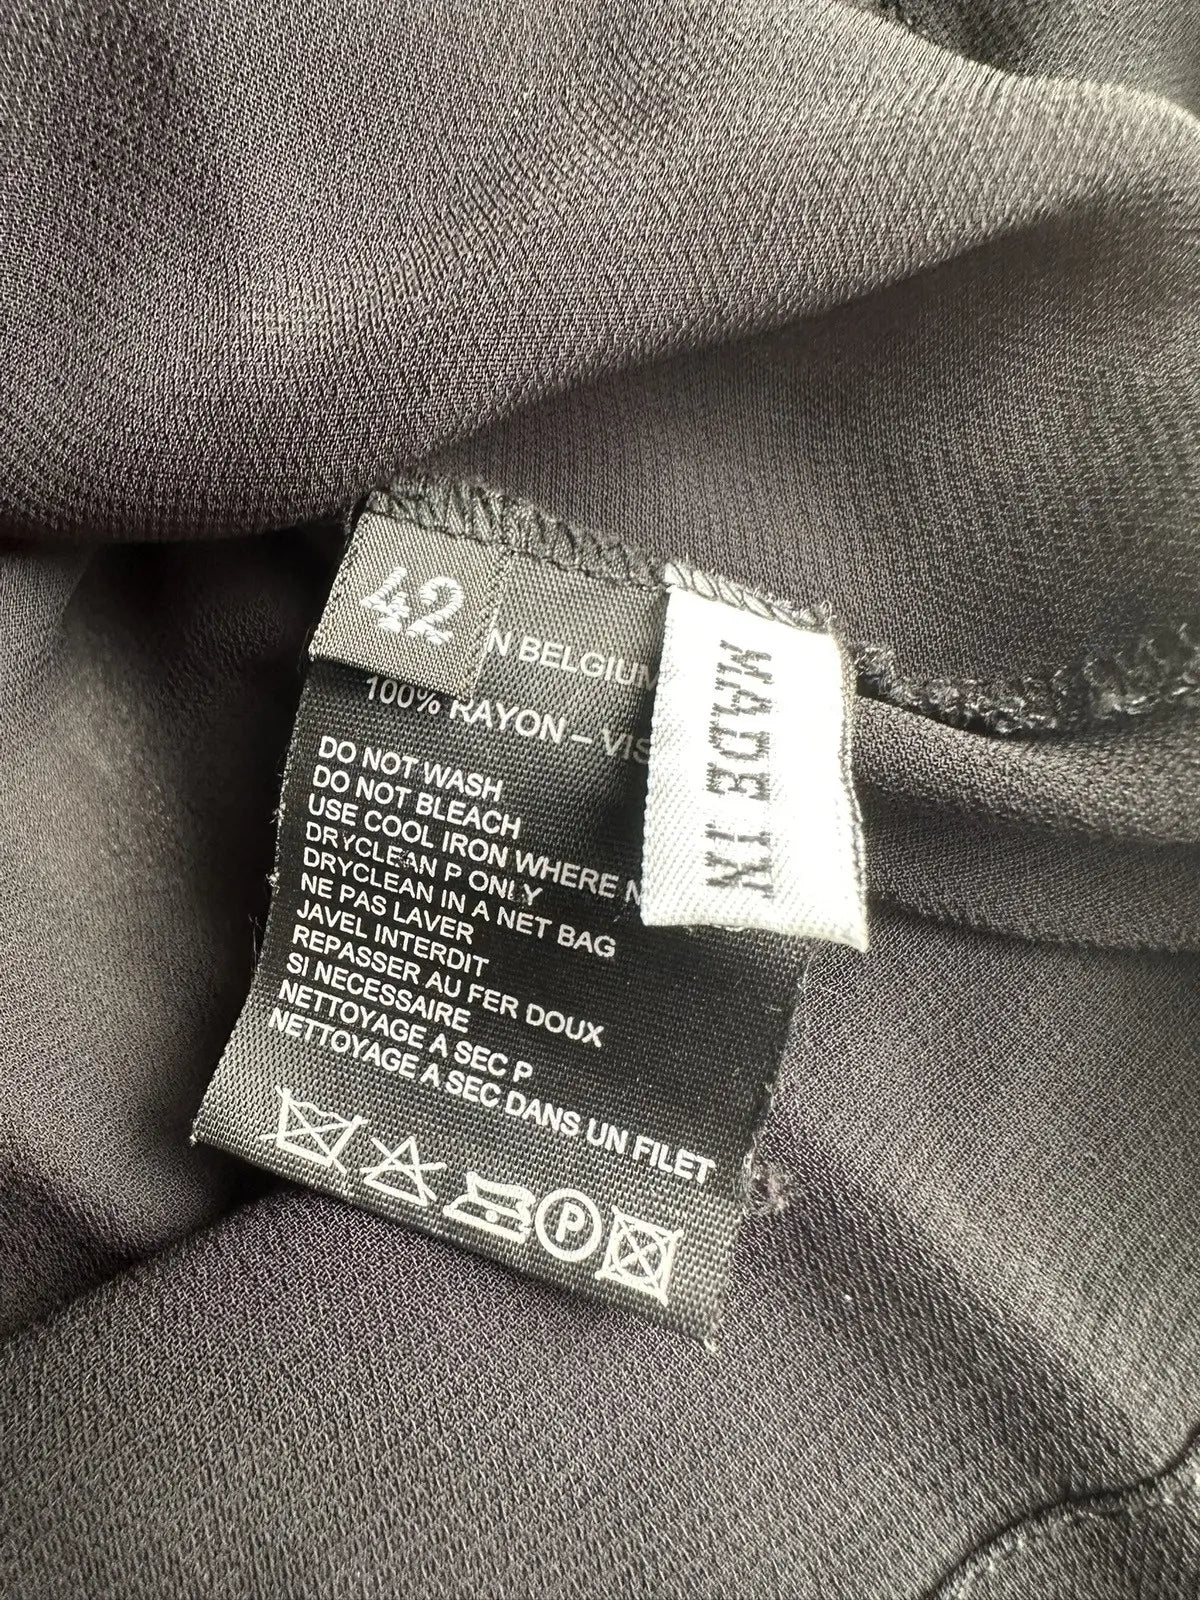 42
N BELGIUM
100% RAYON – VIS
DO NOT WASH
DO NOT BLEACH
USE COOL IRON WHERE N
DRYCLEAN P ONLY
DRYCLEAN IN A NET BAG
NE PAS LAVER
JAVEL INTERDIT
REPASSER AU FER DOUX
SI NECESSAIRE
NETTOYAGE A SEC P
NETTOYAGE A SEC DANS UN FILET
P
MADE IN